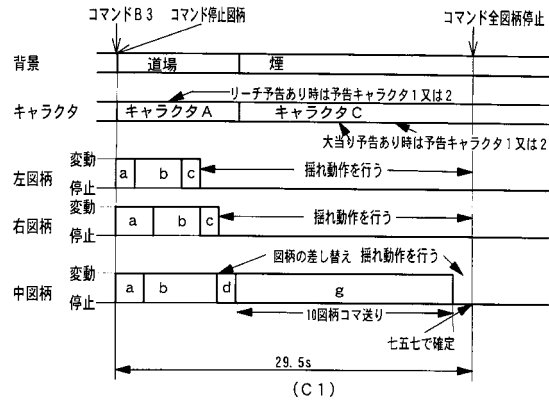 コマンドB3 コマンド停止図柄 コマンド全図柄停止
背景 道場 煙
リーチ予告あり時は予告キャラクタ1又は2
キャラクタ キャラクタA キャラクタC
大当り予告あり時は予告キャラクタ1又は2
左図柄 変動 停止 a b c 揺れ動作を行う
右図柄 変動 停止 a b c 揺れ動作を行う
図柄の差し替え 揺れ動作を行う
中図柄 変動 停止 a b d g
10図柄コマ送り
七五七で確定
29.5s
(C1)